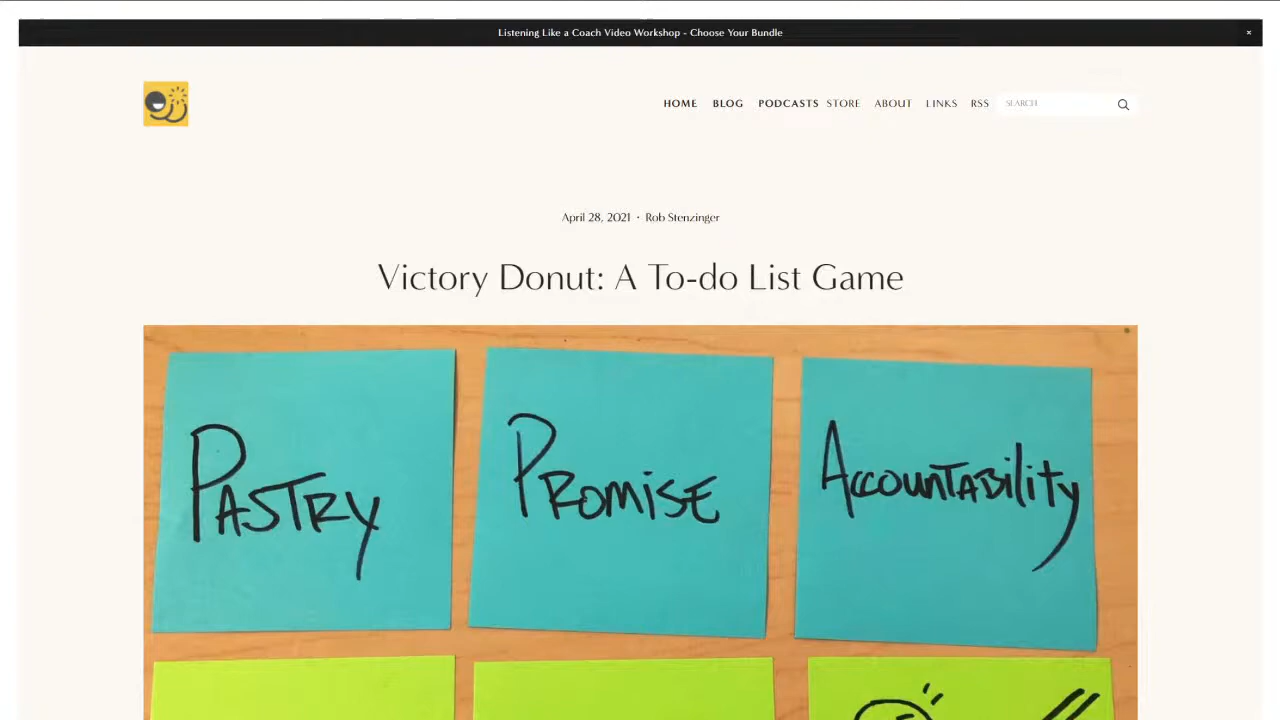 Listening Like a Coach Video Workshop - Choose Your Bundle ×
HOME BLOG PODCASTS STORE ABOUT LINKS RSS SEARCH
April 28, 2021 · Rob Stenzinger
Victory Donut: A To-do List Game
PASTRY PROMISE ACCOUNTABILITY